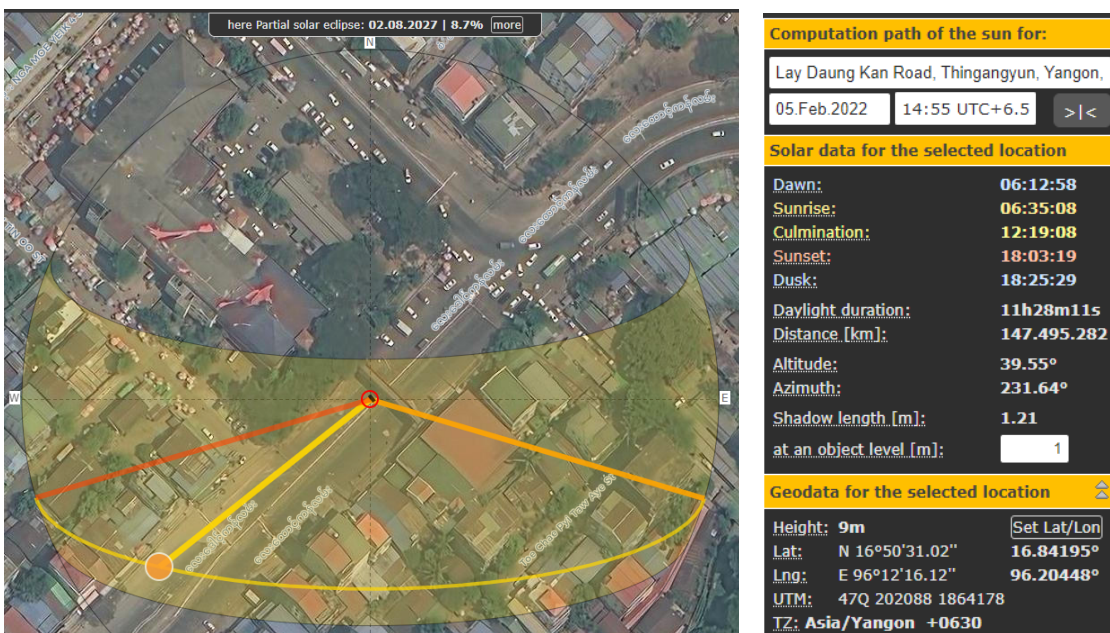 here Partial solar eclipse: 02.08.2027 | 8.7% more
N
W
E
Computation path of the sun for:
Lay Daung Kan Road, Thingangyun, Yangon,
05.Feb.2022 14:55 UTC+6.5 >|<
Solar data for the selected location
Dawn: 06:12:58
Sunrise: 06:35:08
Culmination: 12:19:08
Sunset: 18:03:19
Dusk: 18:25:29
Daylight duration: 11h28m11s
Distance [km]: 147.495.282
Altitude: 39.55°
Azimuth: 231.64°
Shadow length [m]: 1.21
at an object level [m]: 1
Geodata for the selected location
Height: 9m Set Lat/Lon
Lat: N 16°50'31.02'' 16.84195°
Lng: E 96°12'16.12'' 96.20448°
UTM: 47Q 202088 1864178
TZ: Asia/Yangon +0630